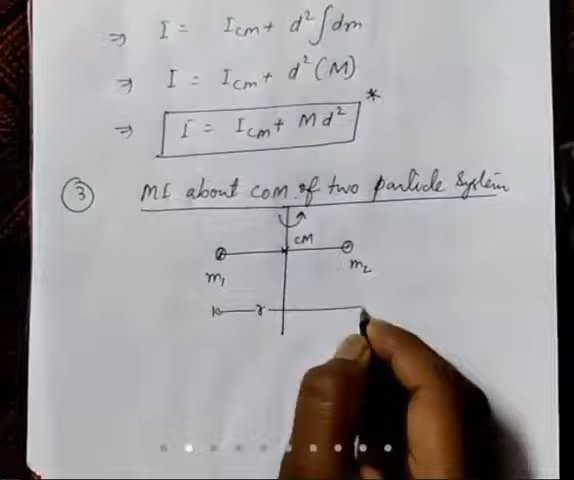 ⇒ I = Icm + d² ∫dm
⇒ I = Icm + d² (M)
⇒ I = Icm + Md² *
③ MI about COM of two particle System
CM
m₁ m₂
r